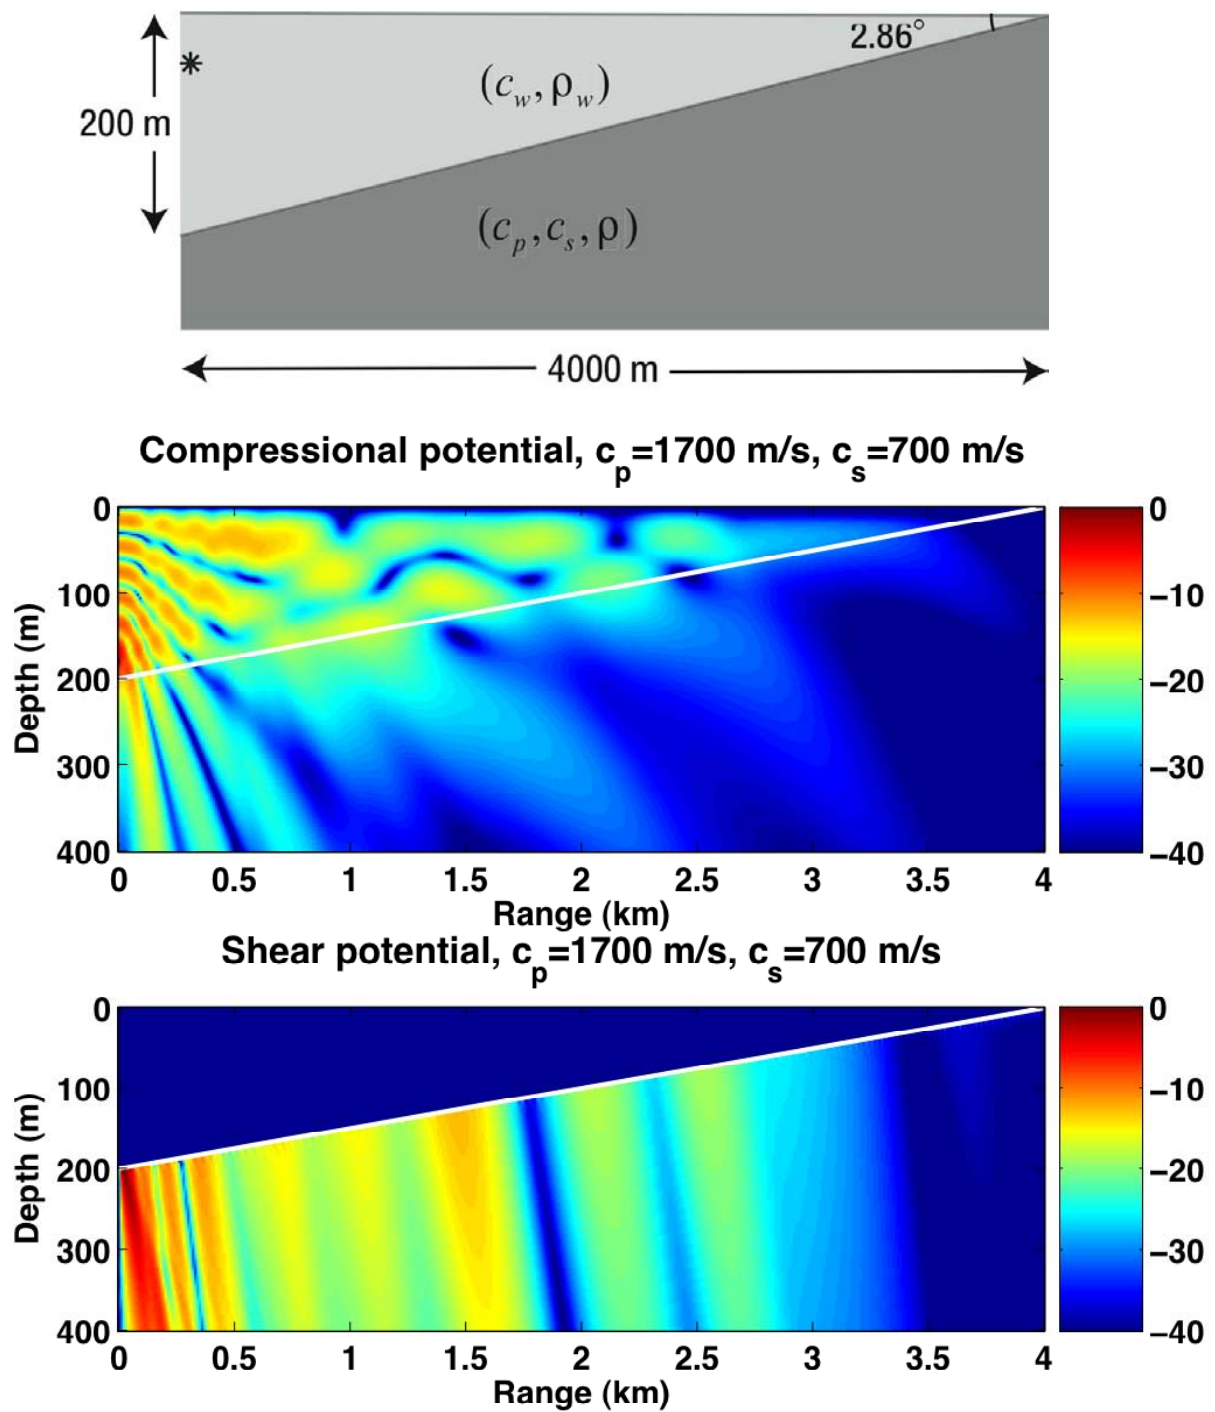 2.86°
(c_w, ρ_w)
200 m
(c_p, c_s, ρ)
4000 m
Compressional potential, c_p=1700 m/s, c_s=700 m/s
0
100
200
300
400
Depth (m)
0 0.5 1 1.5 2 2.5 3 3.5 4
Range (km)
0
−10
−20
−30
−40
Shear potential, c_p=1700 m/s, c_s=700 m/s
0
100
200
300
400
Depth (m)
0 0.5 1 1.5 2 2.5 3 3.5 4
Range (km)
0
−10
−20
−30
−40